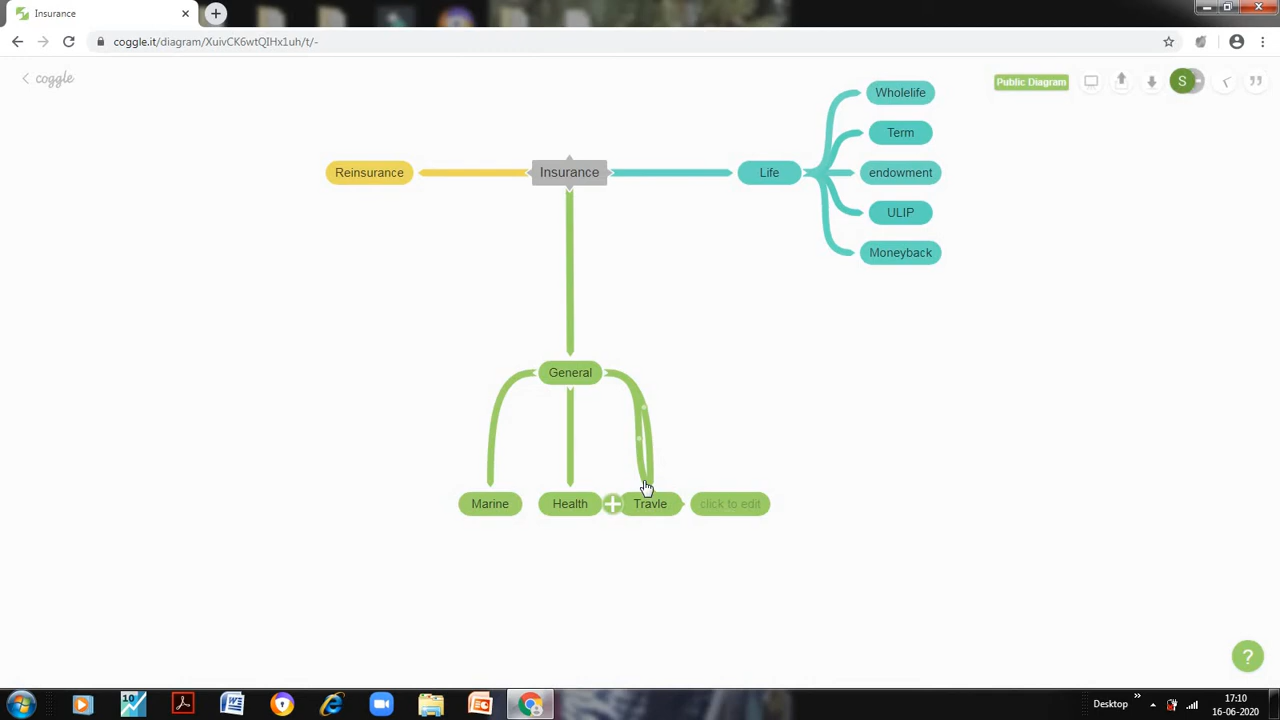 Insurance
coggle.it/diagram/XuivCK6wtQIHx1uh/t/-
coggle
Public Diagram
S
Wholelife
Term
Reinsurance
Insurance
Life
endowment
ULIP
Moneyback
General
Marine
Health
Travle
click to edit
?
10
Desktop
17:10
16-06-2020